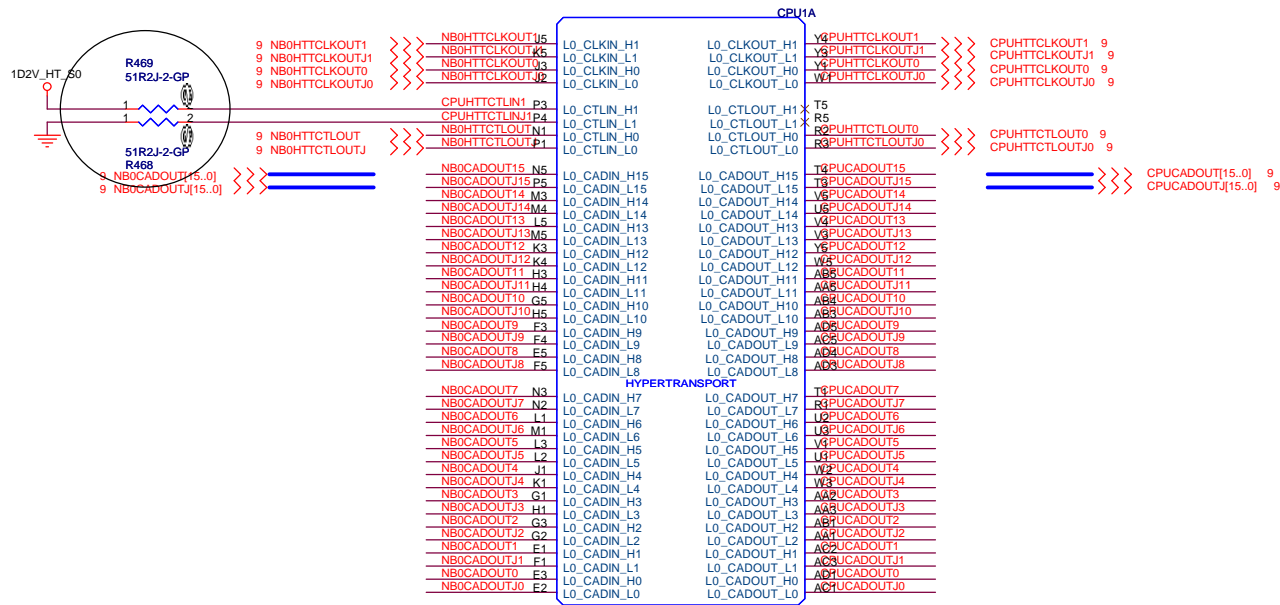 CPU1A
9 NB0HTTCLKOUT1 NB0HTTCLKOUT1 J5 L0_CLKIN_H1 L0_CLKOUT_H1 Y4 CPUHTTCLKOUT1 CPUHTTCLKOUT1 9
9 NB0HTTCLKOUTJ1 K5 L0_CLKIN_L1 L0_CLKOUT_L1 Y3 CPUHTTCLKOUTJ1 CPUHTTCLKOUTJ1 9
9 NB0HTTCLKOUT0 NB0HTTCLKOUT0 J3 L0_CLKIN_H0 L0_CLKOUT_H0 Y1 CPUHTTCLKOUT0 CPUHTTCLKOUT0 9
9 NB0HTTCLKOUTJ0 J2 L0_CLKIN_L0 L0_CLKOUT_L0 W1 CPUHTTCLKOUTJ0 CPUHTTCLKOUTJ0 9
R469
51R2J-2-GP
1D2V_HT_S0
1 2 CPUHTTCTLIN1 P3 L0_CTLIN_H1 L0_CTLOUT_H1 T5
1 2 CPUHTTCTLINJ1 P4 L0_CTLIN_L1 L0_CTLOUT_L1 R5
9 NB0HTTCTLOUT NB0HTTCTLOUT N1 L0_CTLIN_H0 L0_CTLOUT_H0 R2 CPUHTTCTLOUT0 CPUHTTCTLOUT0 9
9 NB0HTTCTLOUTJ NB0HTTCTLOUTJ P1 L0_CTLIN_L0 L0_CTLOUT_L0 R3 CPUHTTCTLOUTJ0 CPUHTTCTLOUTJ0 9
51R2J-2-GP
R468
9 NB0CADOUT[15..0] NB0CADOUT15 N5 L0_CADIN_H15 L0_CADOUT_H15 T4 CPUCADOUT15 CPUCADOUT[15..0] 9
9 NB0CADOUTJ[15..0] NB0CADOUTJ15 P5 L0_CADIN_L15 L0_CADOUT_L15 T3 CPUCADOUTJ15 CPUCADOUTJ[15..0] 9
NB0CADOUT14 M3 L0_CADIN_H14 L0_CADOUT_H14 V5 CPUCADOUT14
NB0CADOUTJ14 M4 L0_CADIN_L14 L0_CADOUT_L14 U5 CPUCADOUTJ14
NB0CADOUT13 L5 L0_CADIN_H13 L0_CADOUT_H13 V4 CPUCADOUT13
NB0CADOUTJ13 M5 L0_CADIN_L13 L0_CADOUT_L13 V3 CPUCADOUTJ13
NB0CADOUT12 K3 L0_CADIN_H12 L0_CADOUT_H12 Y5 CPUCADOUT12
NB0CADOUTJ12 K4 L0_CADIN_L12 L0_CADOUT_L12 W5 CPUCADOUTJ12
NB0CADOUT11 H3 L0_CADIN_H11 L0_CADOUT_H11 AB5 CPUCADOUT11
NB0CADOUTJ11 H4 L0_CADIN_L11 L0_CADOUT_L11 AA5 CPUCADOUTJ11
NB0CADOUT10 G5 L0_CADIN_H10 L0_CADOUT_H10 AB4 CPUCADOUT10
NB0CADOUTJ10 H5 L0_CADIN_L10 L0_CADOUT_L10 AB3 CPUCADOUTJ10
NB0CADOUT9 F3 L0_CADIN_H9 L0_CADOUT_H9 AD5 CPUCADOUT9
NB0CADOUTJ9 F4 L0_CADIN_L9 L0_CADOUT_L9 AC5 CPUCADOUTJ9
NB0CADOUT8 E5 L0_CADIN_H8 L0_CADOUT_H8 AD4 CPUCADOUT8
NB0CADOUTJ8 F5 L0_CADIN_L8 L0_CADOUT_L8 AD3 CPUCADOUTJ8
HYPERTRANSPORT
NB0CADOUT7 N3 L0_CADIN_H7 L0_CADOUT_H7 T1 CPUCADOUT7
NB0CADOUTJ7 N2 L0_CADIN_L7 L0_CADOUT_L7 R1 CPUCADOUTJ7
NB0CADOUT6 L1 L0_CADIN_H6 L0_CADOUT_H6 U2 CPUCADOUT6
NB0CADOUTJ6 M1 L0_CADIN_L6 L0_CADOUT_L6 U3 CPUCADOUTJ6
NB0CADOUT5 L3 L0_CADIN_H5 L0_CADOUT_H5 V1 CPUCADOUT5
NB0CADOUTJ5 L2 L0_CADIN_L5 L0_CADOUT_L5 U1 CPUCADOUTJ5
NB0CADOUT4 J1 L0_CADIN_H4 L0_CADOUT_H4 W2 CPUCADOUT4
NB0CADOUTJ4 K1 L0_CADIN_L4 L0_CADOUT_L4 W3 CPUCADOUTJ4
NB0CADOUT3 G1 L0_CADIN_H3 L0_CADOUT_H3 AA2 CPUCADOUT3
NB0CADOUTJ3 H1 L0_CADIN_L3 L0_CADOUT_L3 AA3 CPUCADOUTJ3
NB0CADOUT2 G3 L0_CADIN_H2 L0_CADOUT_H2 AB1 CPUCADOUT2
NB0CADOUTJ2 G2 L0_CADIN_L2 L0_CADOUT_L2 AA1 CPUCADOUTJ2
NB0CADOUT1 E1 L0_CADIN_H1 L0_CADOUT_H1 AC2 CPUCADOUT1
NB0CADOUTJ1 F1 L0_CADIN_L1 L0_CADOUT_L1 AC3 CPUCADOUTJ1
NB0CADOUT0 E3 L0_CADIN_H0 L0_CADOUT_H0 AD1 CPUCADOUT0
NB0CADOUTJ0 E2 L0_CADIN_L0 L0_CADOUT_L0 AC1 CPUCADOUTJ0